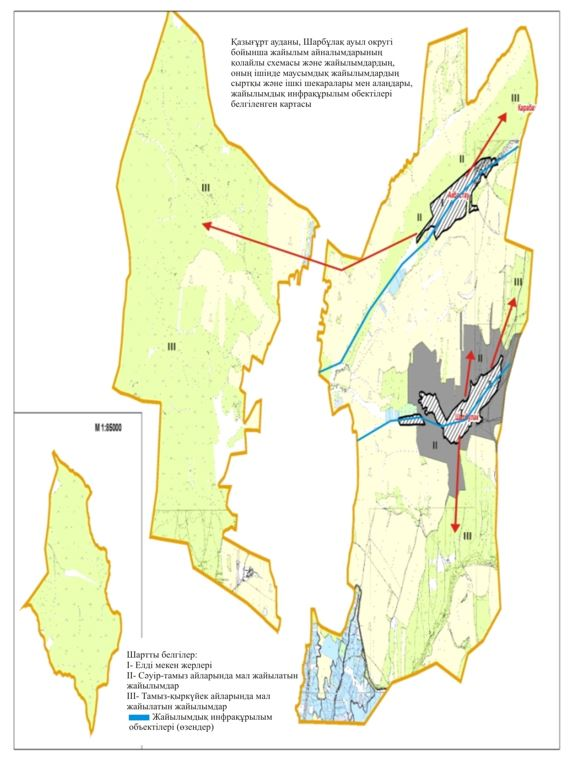 Қазығұрт ауданы, Шарбұлақ ауыл округі
бойынша жайылым айналымдарының
қолайлы схемасы және жайылымдардың,
оның ішінде маусымдық жайылымдардың
сыртқы және ішкі шекаралары мен алаңдары,
жайылымдық инфрақұрылым обектілері
белгіленген картасы
III
II
III
II
III
II
III
II
III
М 1:85000
Шартты белгілер:
I- Елді мекен жерлері
II- Сәуір-тамыз айларында мал жайылатын
жайылымдар
III- Тамыз-қыркүйек айларында мал
жайылатын жайылымдар
Жайылымдық инфрақұрылым
объектілері (өзендер)